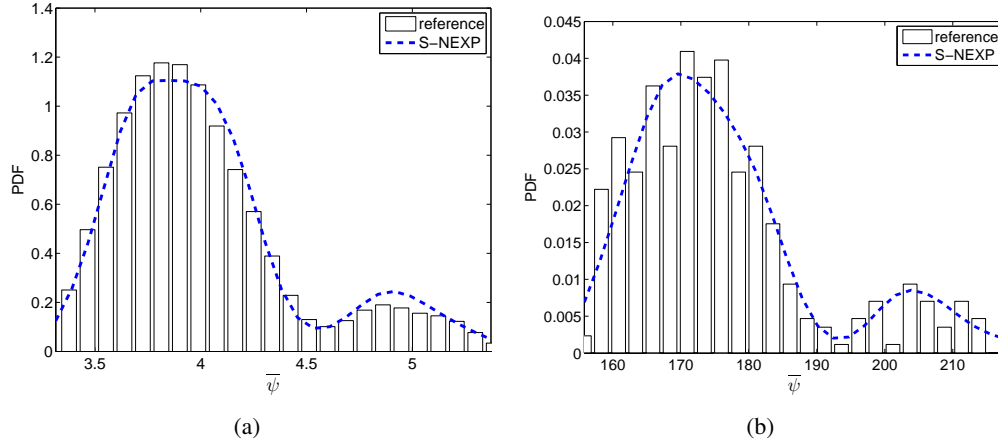 1.4
1.2
1
0.8
0.6
0.4
0.2
0
PDF
3.5 4 4.5 5
ψ̅
reference
S−NEXP
(a)
0.045
0.04
0.035
0.03
0.025
0.02
0.015
0.01
0.005
0
PDF
160 170 180 190 200 210
ψ̅
reference
S−NEXP
(b)